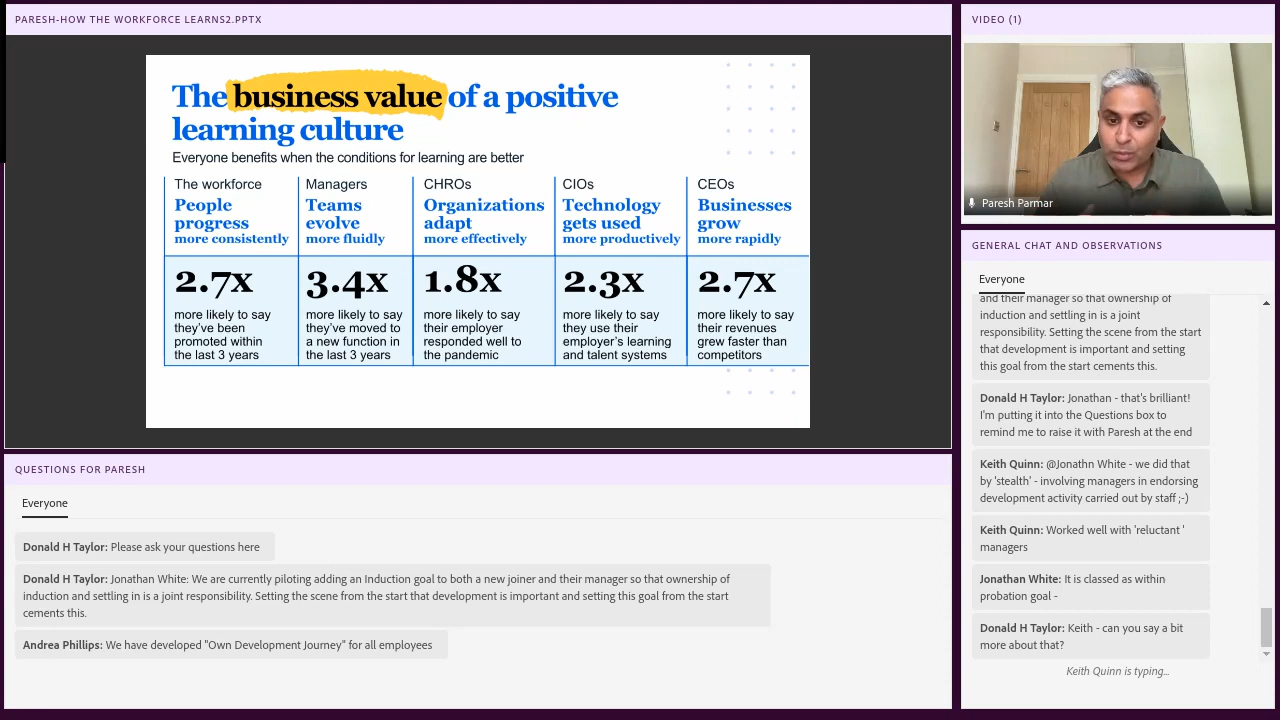 PARESH-HOW THE WORKFORCE LEARNS2.PPTX
The business value of a positive
learning culture
Everyone benefits when the conditions for learning are better
The workforce
People
progress
more consistently
2.7x
more likely to say
they've been
promoted within
the last 3 years
Managers
Teams
evolve
more fluidly
3.4x
more likely to say
they've moved to
a new function in
the last 3 years
CHROs
Organizations
adapt
more effectively
1.8x
more likely to say
their employer
responded well to
the pandemic
CIOs
Technology
gets used
more productively
2.3x
more likely to say
they use their
employer's learning
and talent systems
CEOs
Businesses
grow
more rapidly
2.7x
more likely to say
their revenues
grew faster than
competitors
QUESTIONS FOR PARESH
Everyone
Donald H Taylor: Please ask your questions here
Donald H Taylor: Jonathan White: We are currently piloting adding an Induction goal to both a new joiner and their manager so that ownership of
induction and settling in is a joint responsibility. Setting the scene from the start that development is important and setting this goal from the start
cements this.
Andrea Phillips: We have developed "Own Development Journey" for all employees
VIDEO (1)
Paresh Parmar
GENERAL CHAT AND OBSERVATIONS
Everyone
and their manager so that ownership of
induction and settling in is a joint
responsibility. Setting the scene from the start
that development is important and setting
this goal from the start cements this.
Donald H Taylor: Jonathan - that's brilliant!
I'm putting it into the Questions box to
remind me to raise it with Paresh at the end
Keith Quinn: @Jonathn White - we did that
by 'stealth' - involving managers in endorsing
development activity carried out by staff ;-)
Keith Quinn: Worked well with 'reluctant '
managers
Jonathan White: It is classed as within
probation goal -
Donald H Taylor: Keith - can you say a bit
more about that?
Keith Quinn is typing...